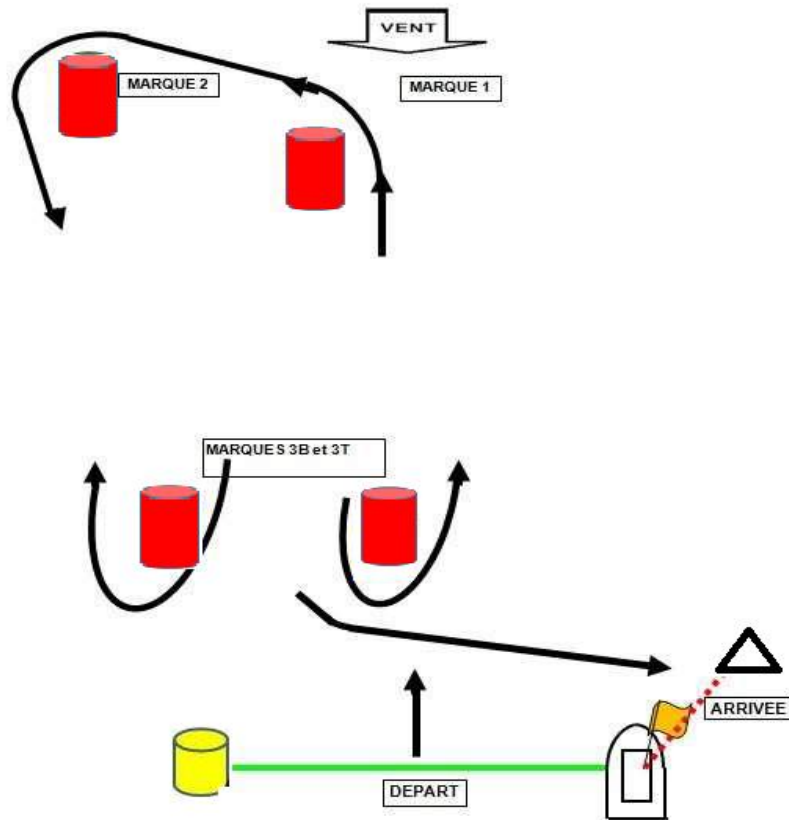 VENT
MARQUE 2
MARQUE 1
MARQUES 3B et 3T
ARRIVEE
DEPART